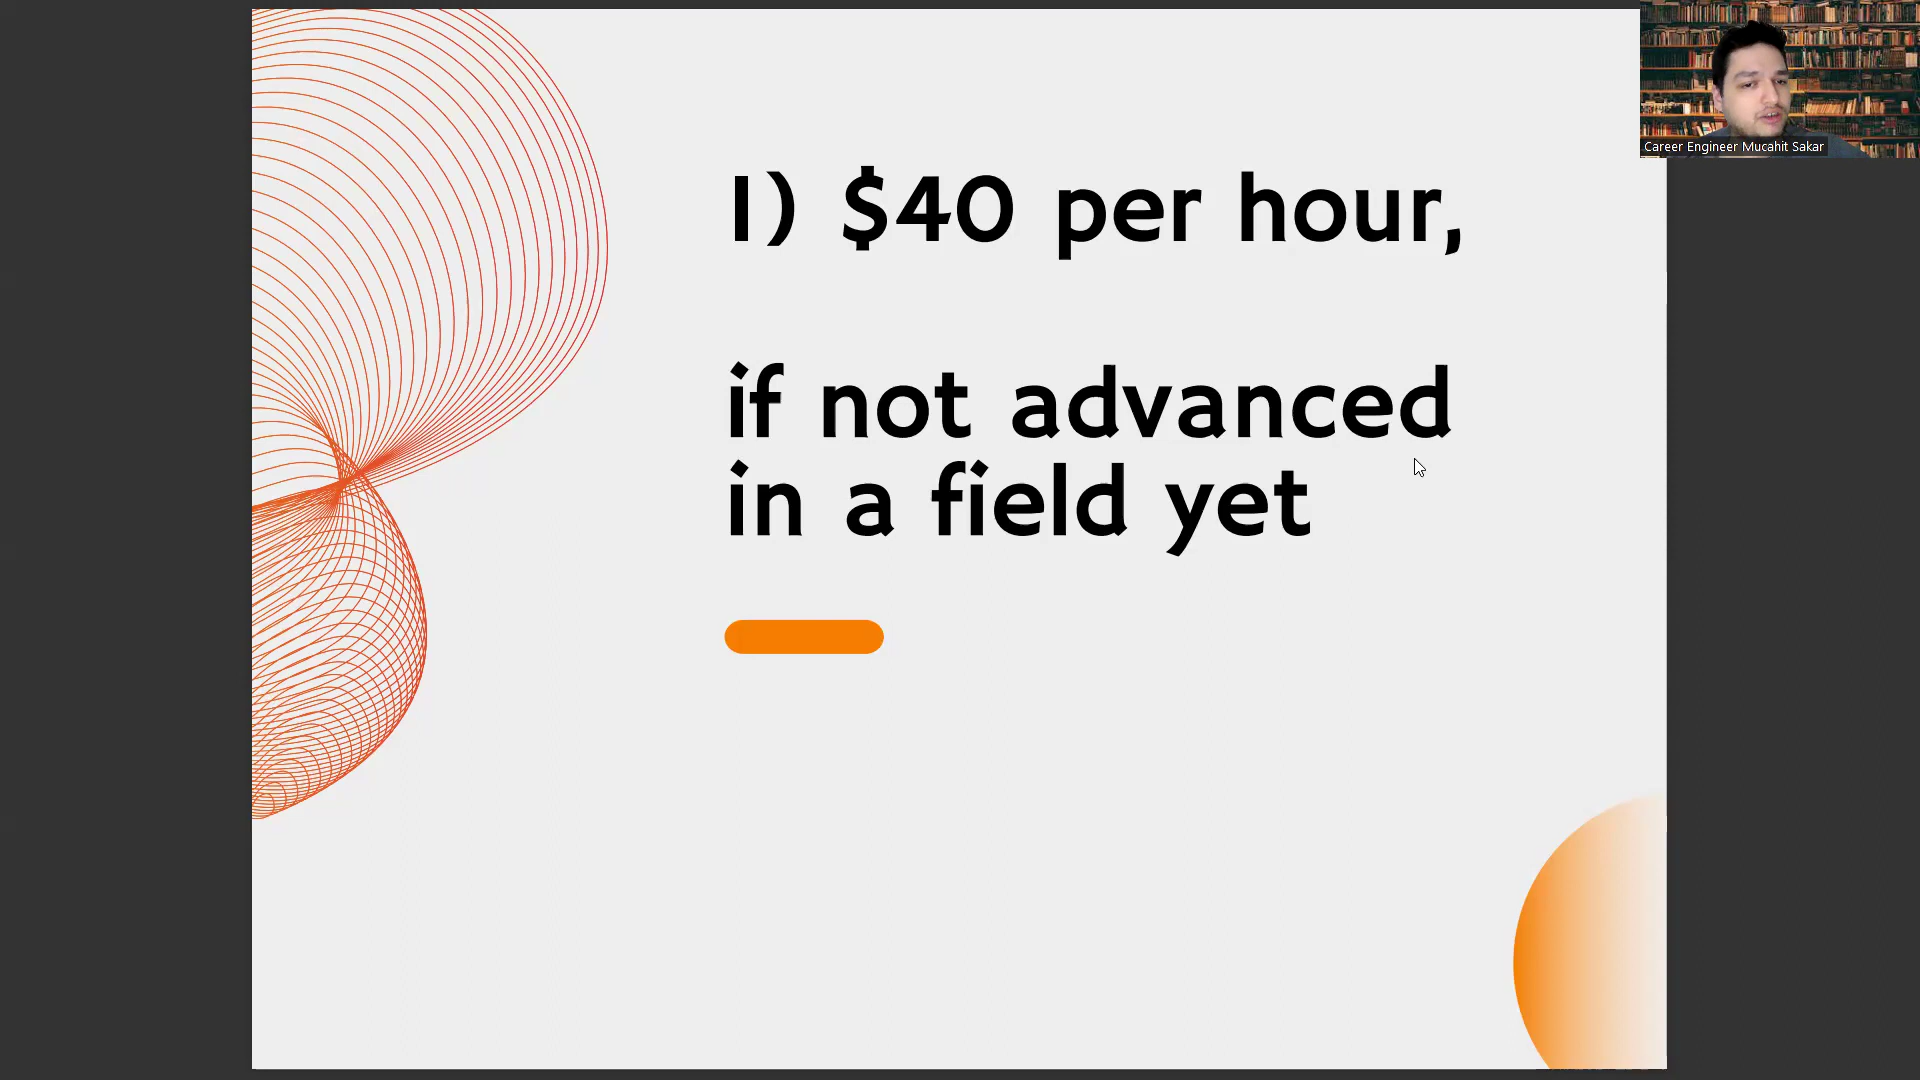 Career Engineer Mucahit Sakar
1) $40 per hour,
if not advanced
in a field yet